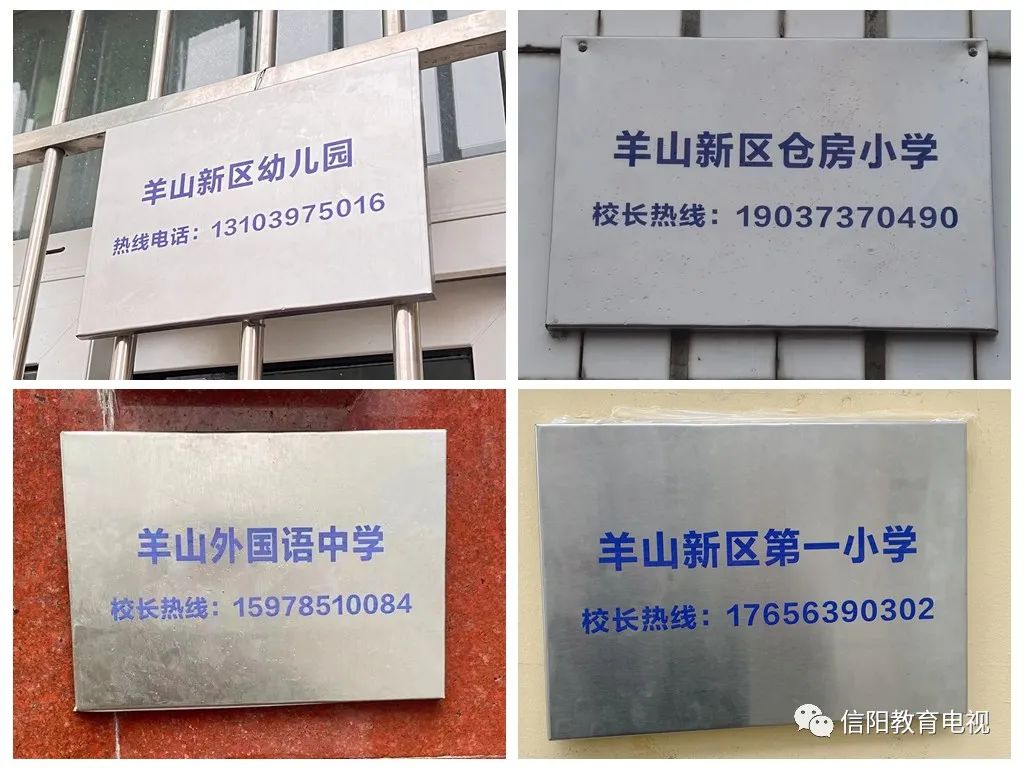 羊山新区幼儿园
热线电话：13103975016
羊山新区仓房小学
校长热线：19037370490
羊山外国语中学
校长热线：15978510084
羊山新区第一小学
校长热线：17656390302
信阳教育电视